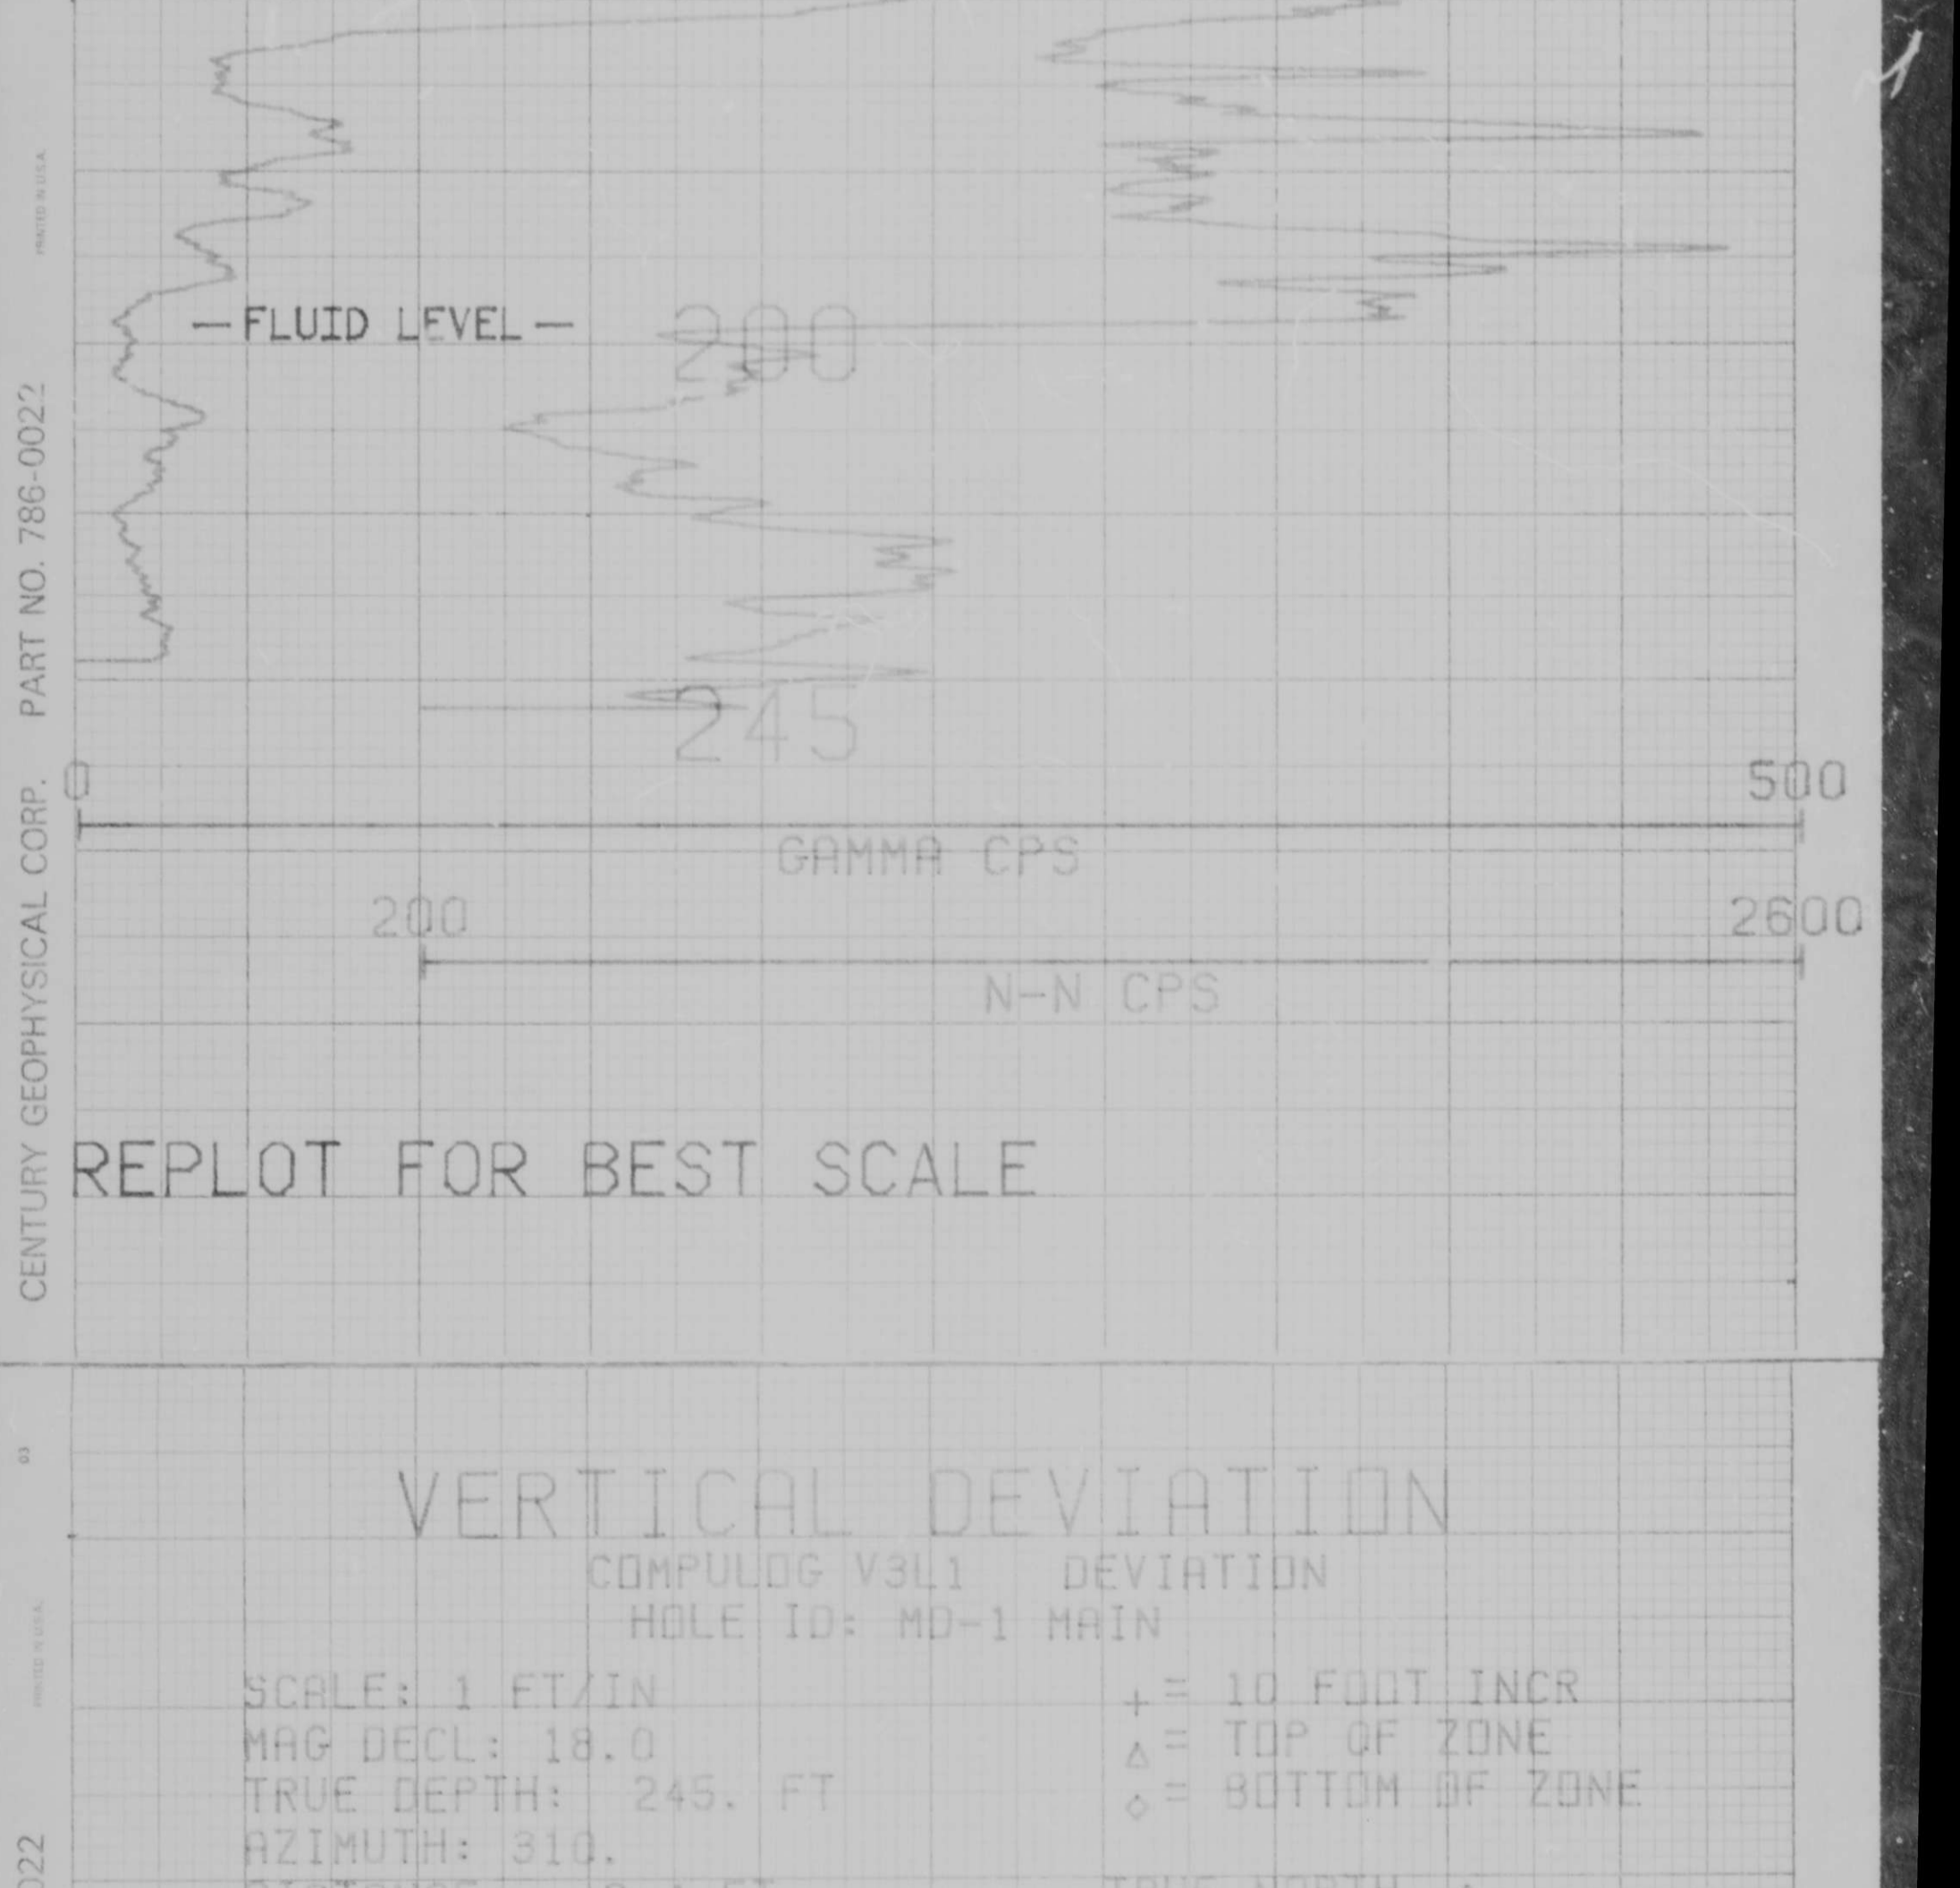 PRINTED IN U.S.A.
— FLUID LEVEL —
200
CENTURY GEOPHYSICAL CORP. PART NO. 786-0022
245
0 500
GAMMA CPS
200 2600
N-N CPS
REPLOT FOR BEST SCALE
03
VERTICAL DEVIATION
COMPULOG V3L1 DEVIATION
HOLE ID: MD-1 MAIN
PRINTED IN U.S.A.
SCALE: 1 FT/IN + = 10 FOOT INCR
MAG DECL: 18.0 △ = TOP OF ZONE
TRUE DEPTH: 245. FT ◇ = BOTTOM OF ZONE
AZIMUTH: 310.
022